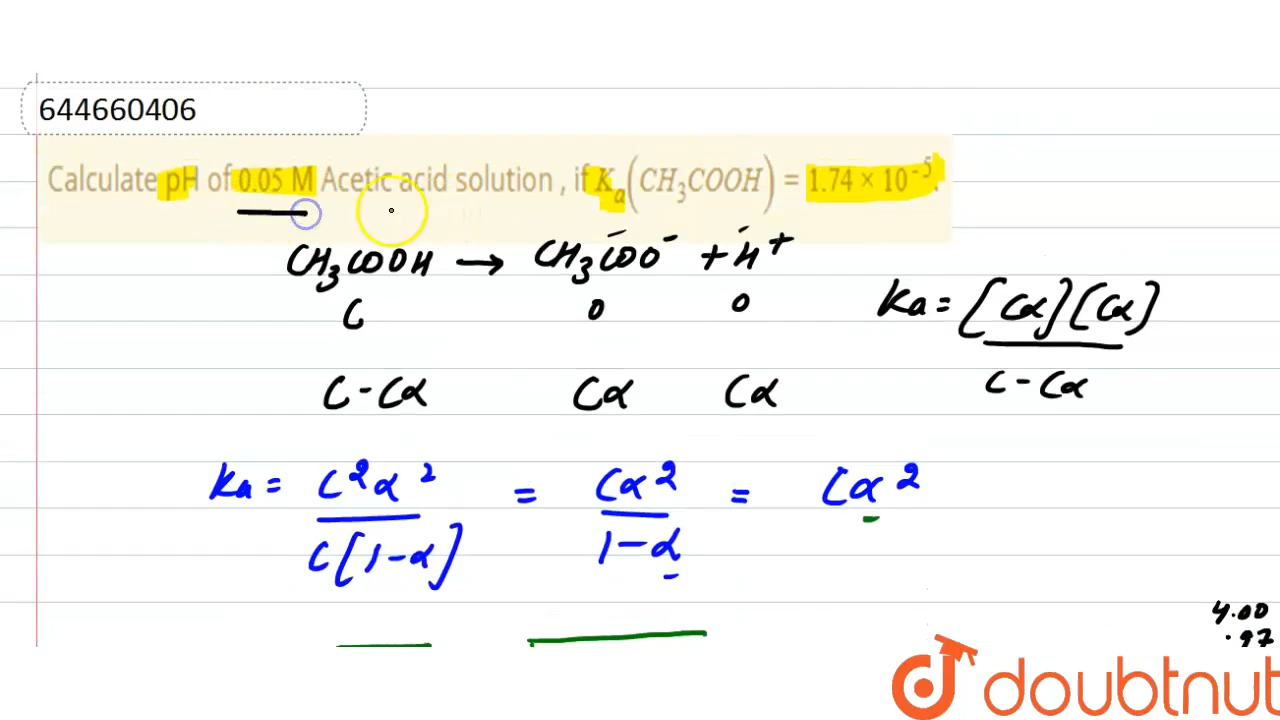 644660406
Calculate pH of 0.05 M Acetic acid solution , if Kₐ(CH₃COOH) = 1.74 × 10⁻⁵.
CH₃COOH → CH₃COO⁻ + H⁺
C 0 0
Ka = [Cα][Cα] / C - Cα
C - Cα Cα Cα
Ka = C²α² / C[1-α] = Cα² / 1-α = Cα²
4.00
.97
doubtnut